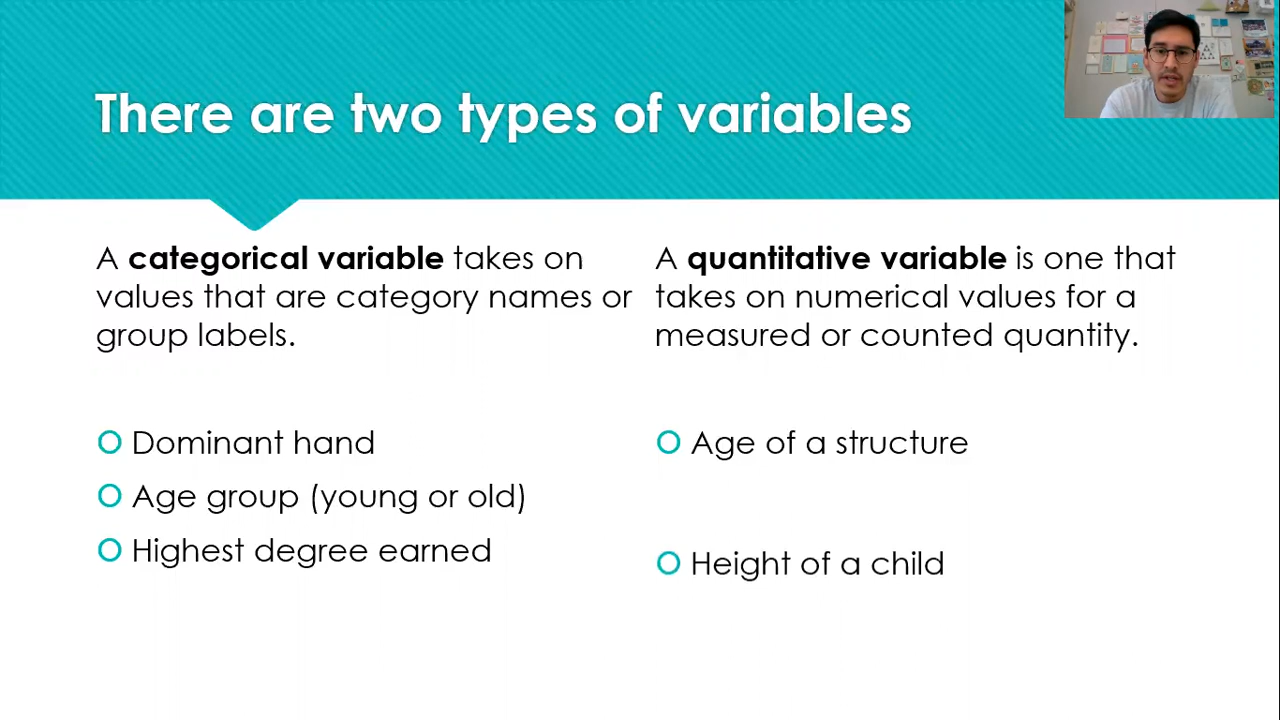 There are two types of variables
A categorical variable takes on
values that are category names or
group labels.
O Dominant hand
O Age group (young or old)
O Highest degree earned
A quantitative variable is one that
takes on numerical values for a
measured or counted quantity.
O Age of a structure
O Height of a child